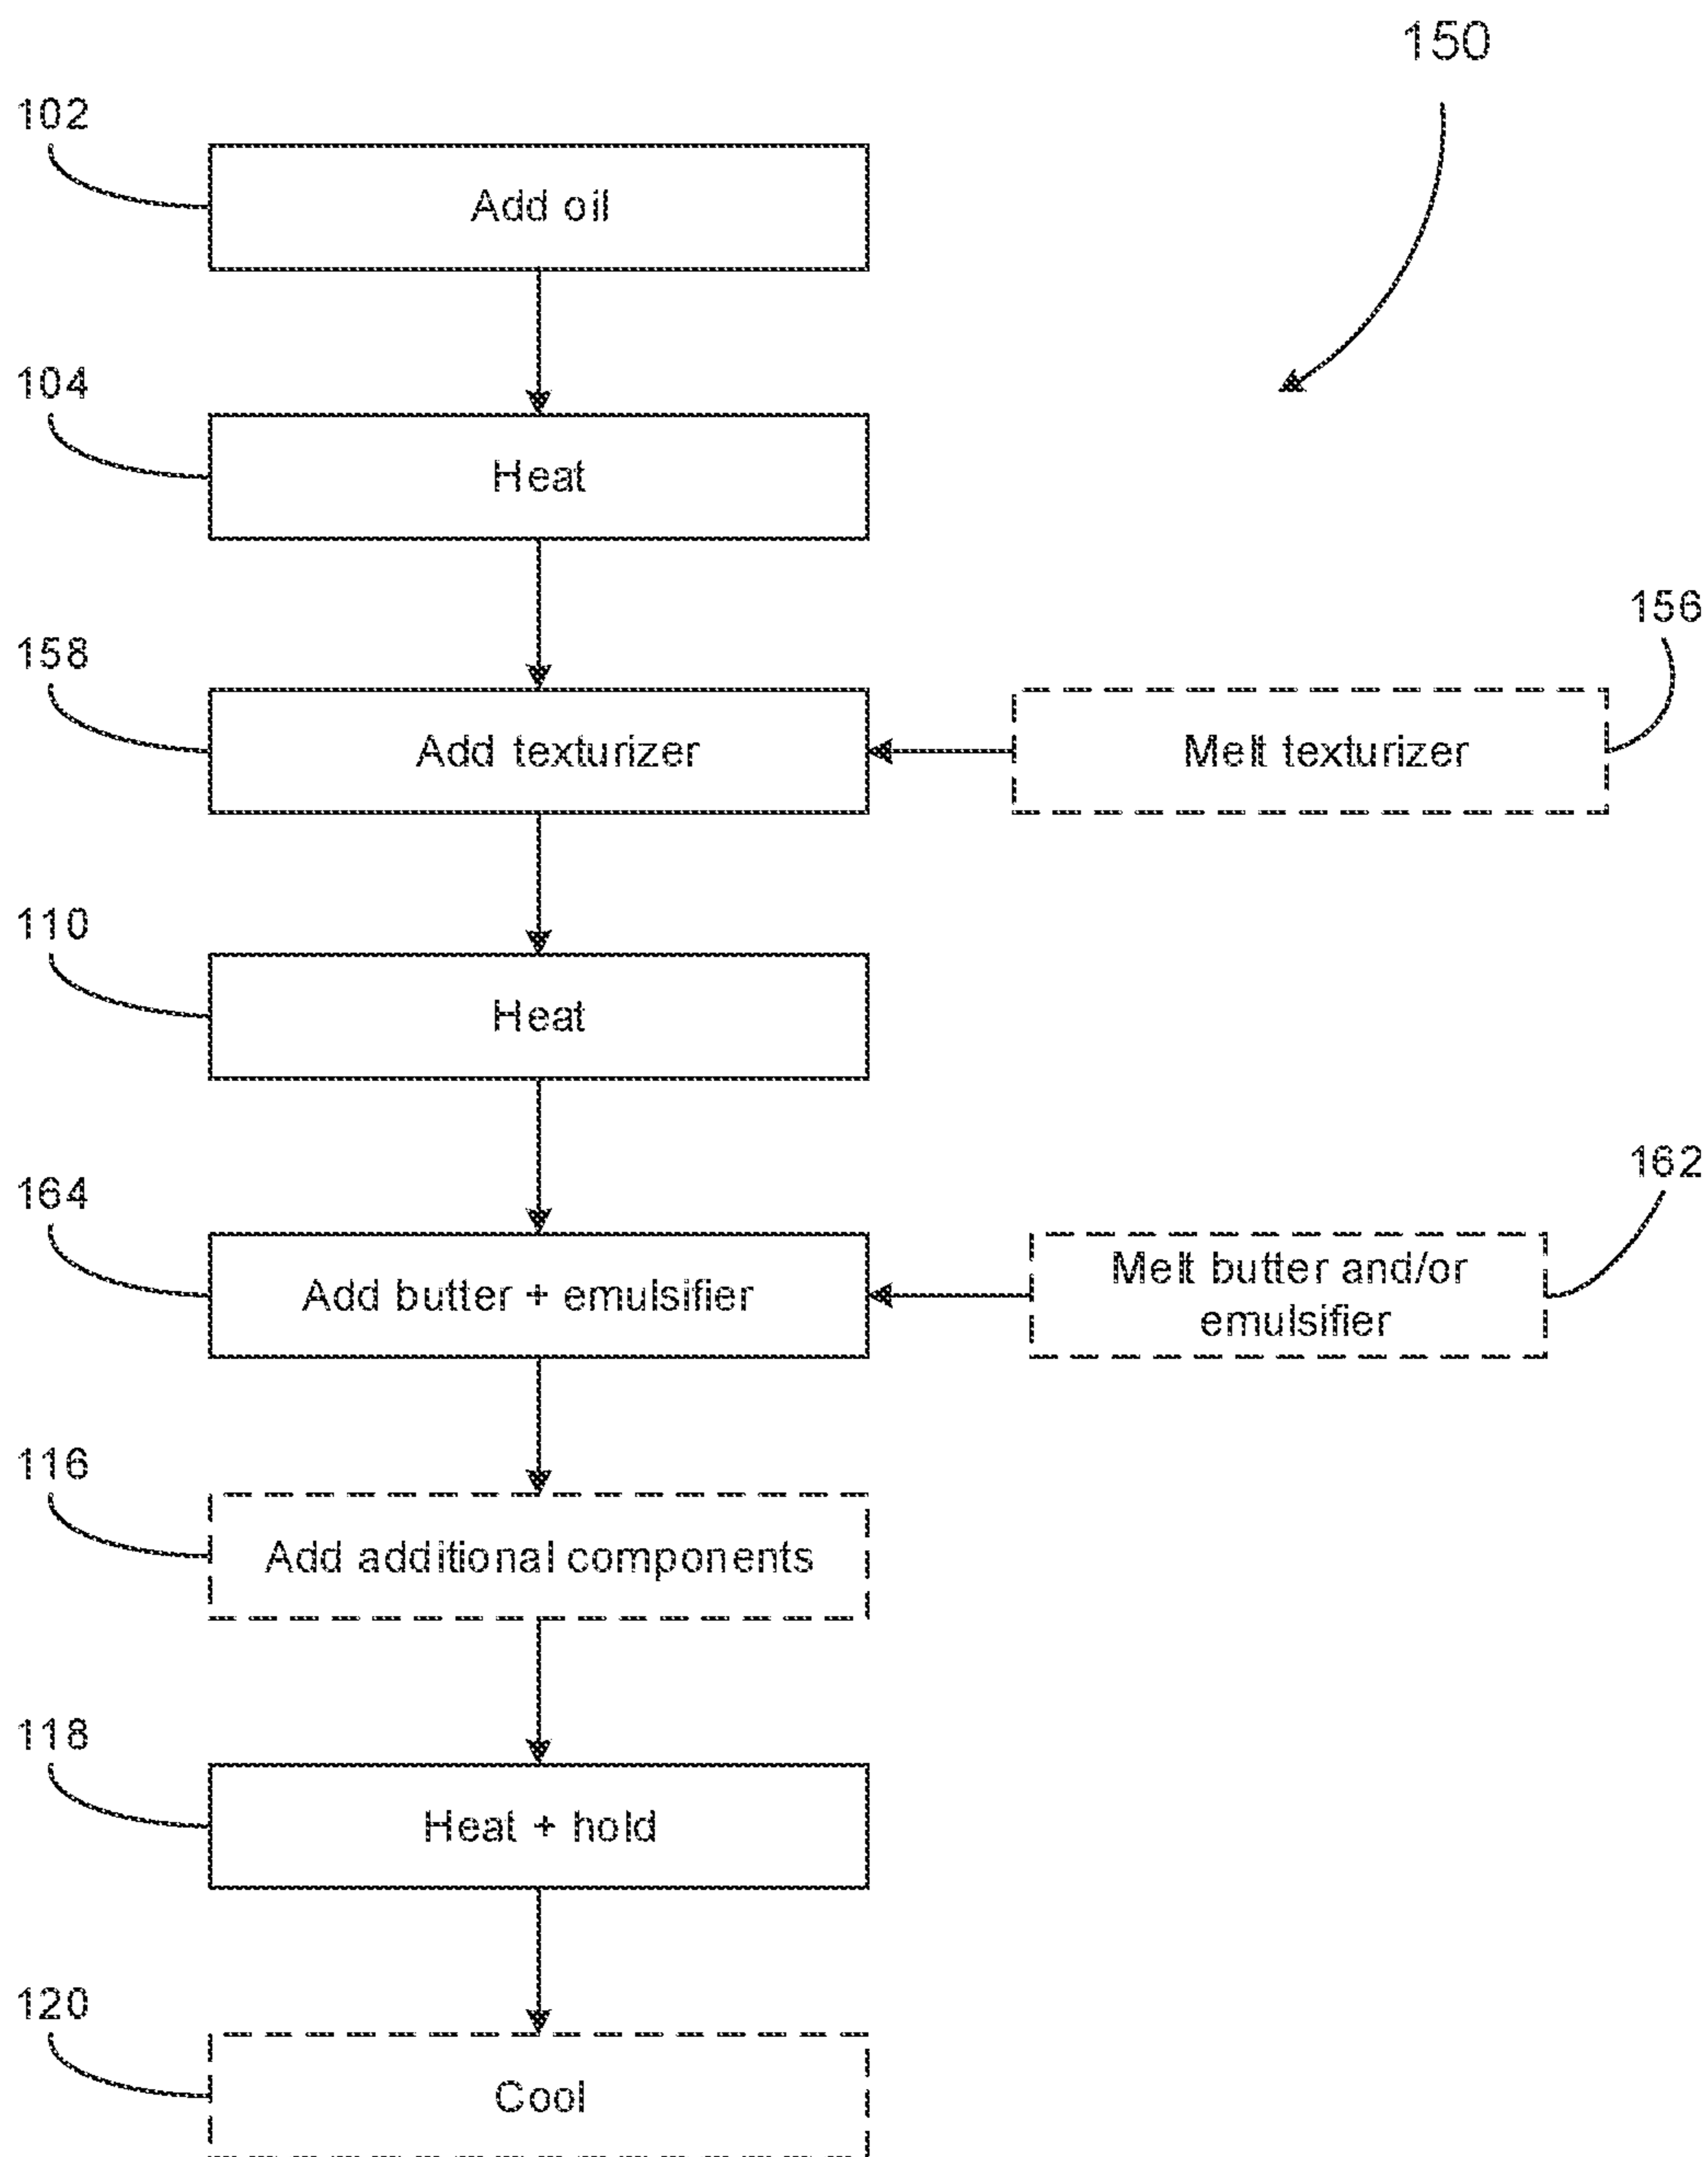 150
102
Add oil
104
Heat
156
158
Add texturizer
Melt texturizer
110
Heat
162
164
Add butter + emulsifier
Melt butter and/or
emulsifier
116
Add additional components
118
Heat + hold
120
Cool